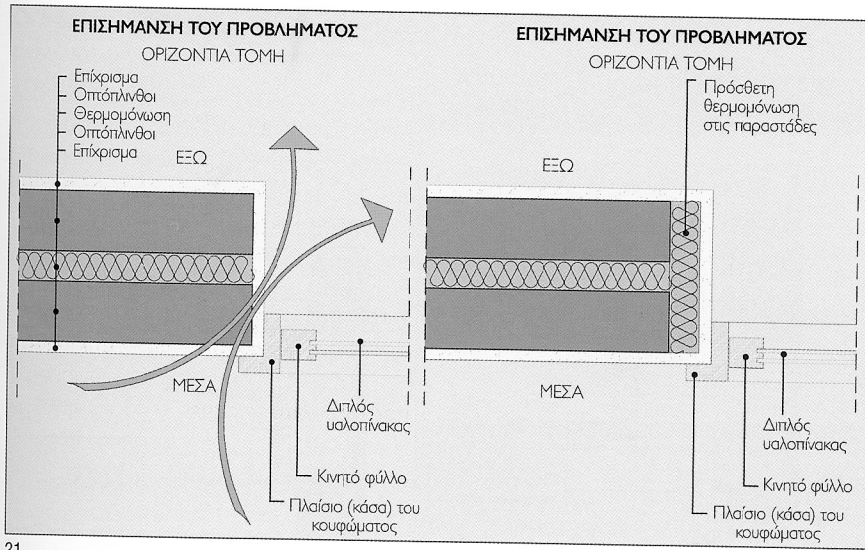 ΕΠΙΣΗΜΑΝΣΗ ΤΟΥ ΠΡΟΒΛΗΜΑΤΟΣ
ΟΡΙΖΟΝΤΙΑ ΤΟΜΗ
Επίχρισμα
Οπτόπλινθοι
Θερμομόνωση
Οπτόπλινθοι
Επίχρισμα
ΕΞΩ
ΜΕΣΑ
Διπλός
υαλοπίνακας
Κινητό φύλλο
Πλαίσιο (κάσα) του
κουφώματος
ΕΠΙΣΗΜΑΝΣΗ ΤΟΥ ΠΡΟΒΛΗΜΑΤΟΣ
ΟΡΙΖΟΝΤΙΑ ΤΟΜΗ
Πρόσθετη
θερμομόνωση
στις παραστάδες
ΕΞΩ
ΜΕΣΑ
Διπλός
υαλοπίνακας
Κινητό φύλλο
Πλαίσιο (κάσα) του
κουφώματος
21